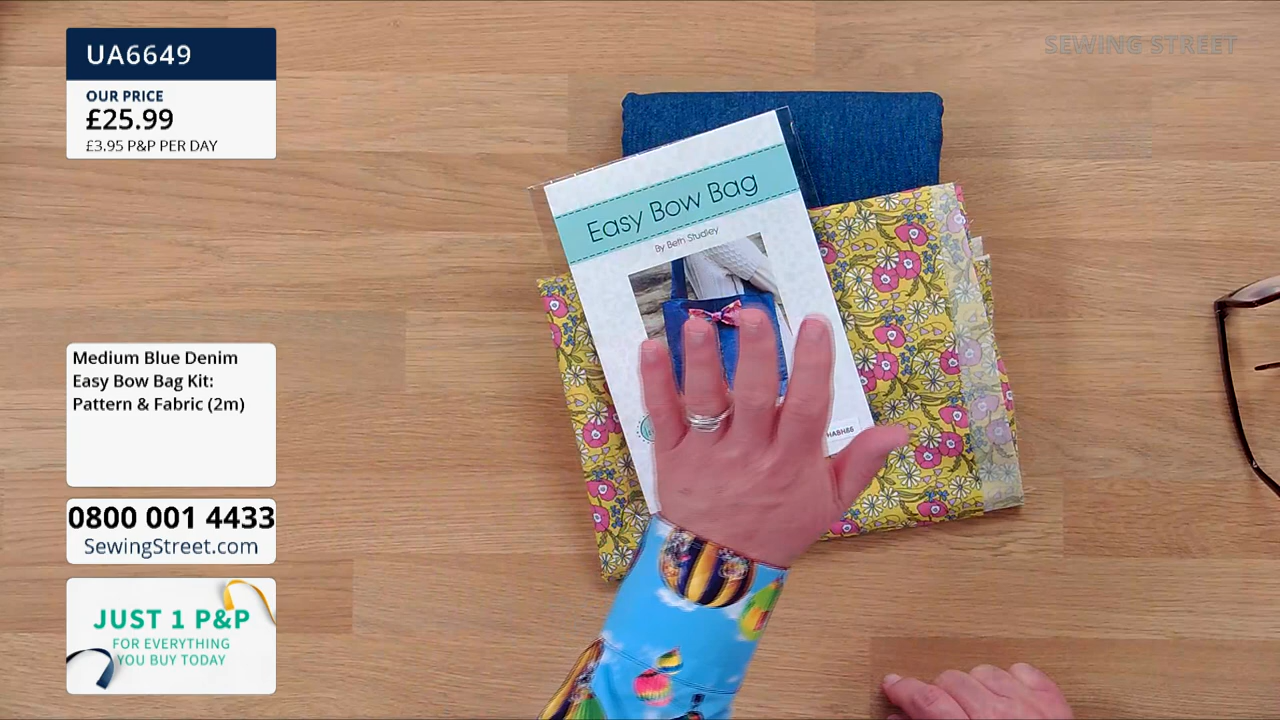 UA6649
OUR PRICE
£25.99
£3.95 P&P PER DAY
Medium Blue Denim
Easy Bow Bag Kit:
Pattern & Fabric (2m)
0800 001 4433
SewingStreet.com
JUST 1 P&P
FOR EVERYTHING
YOU BUY TODAY
SEWING STREET
Easy Bow Bag
By Beth Studley
HABH88